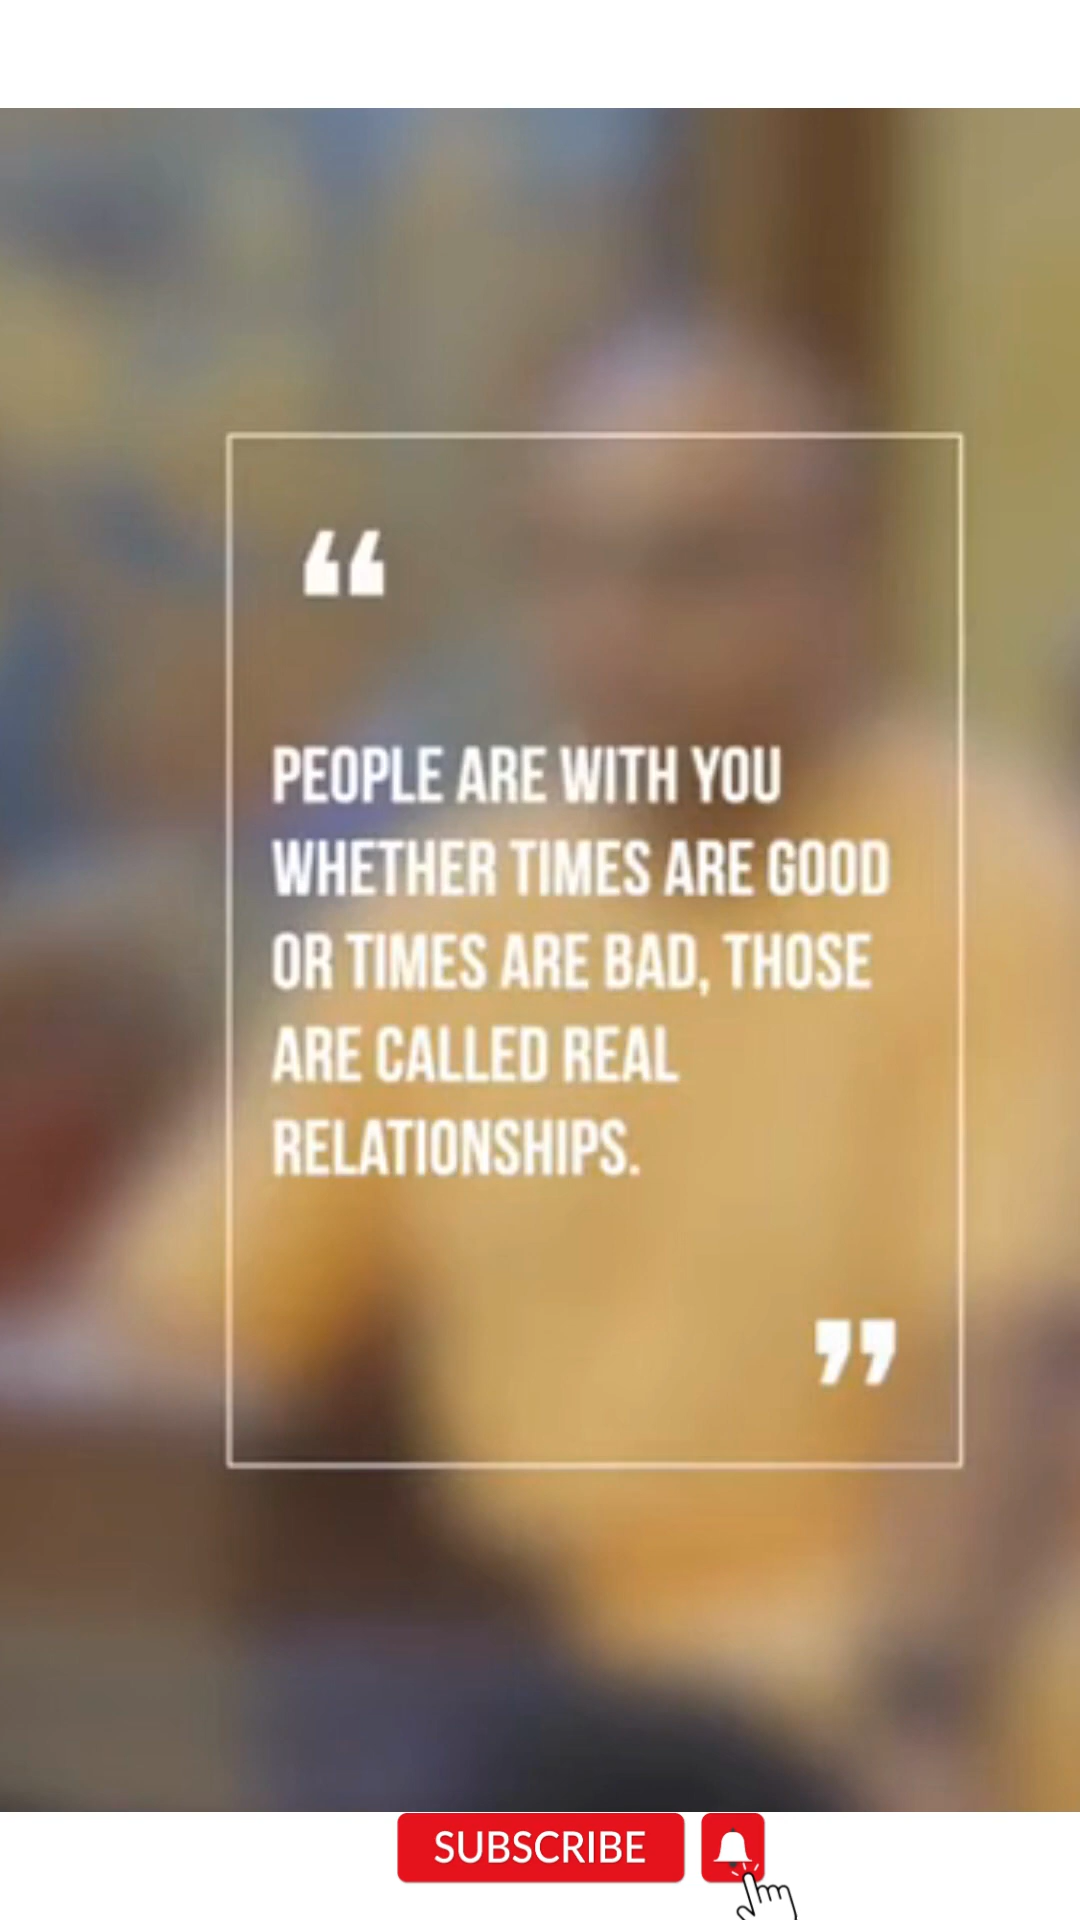 “
PEOPLE ARE WITH YOU
WHETHER TIMES ARE GOOD
OR TIMES ARE BAD, THOSE
ARE CALLED REAL
RELATIONSHIPS.
”
SUBSCRIBE